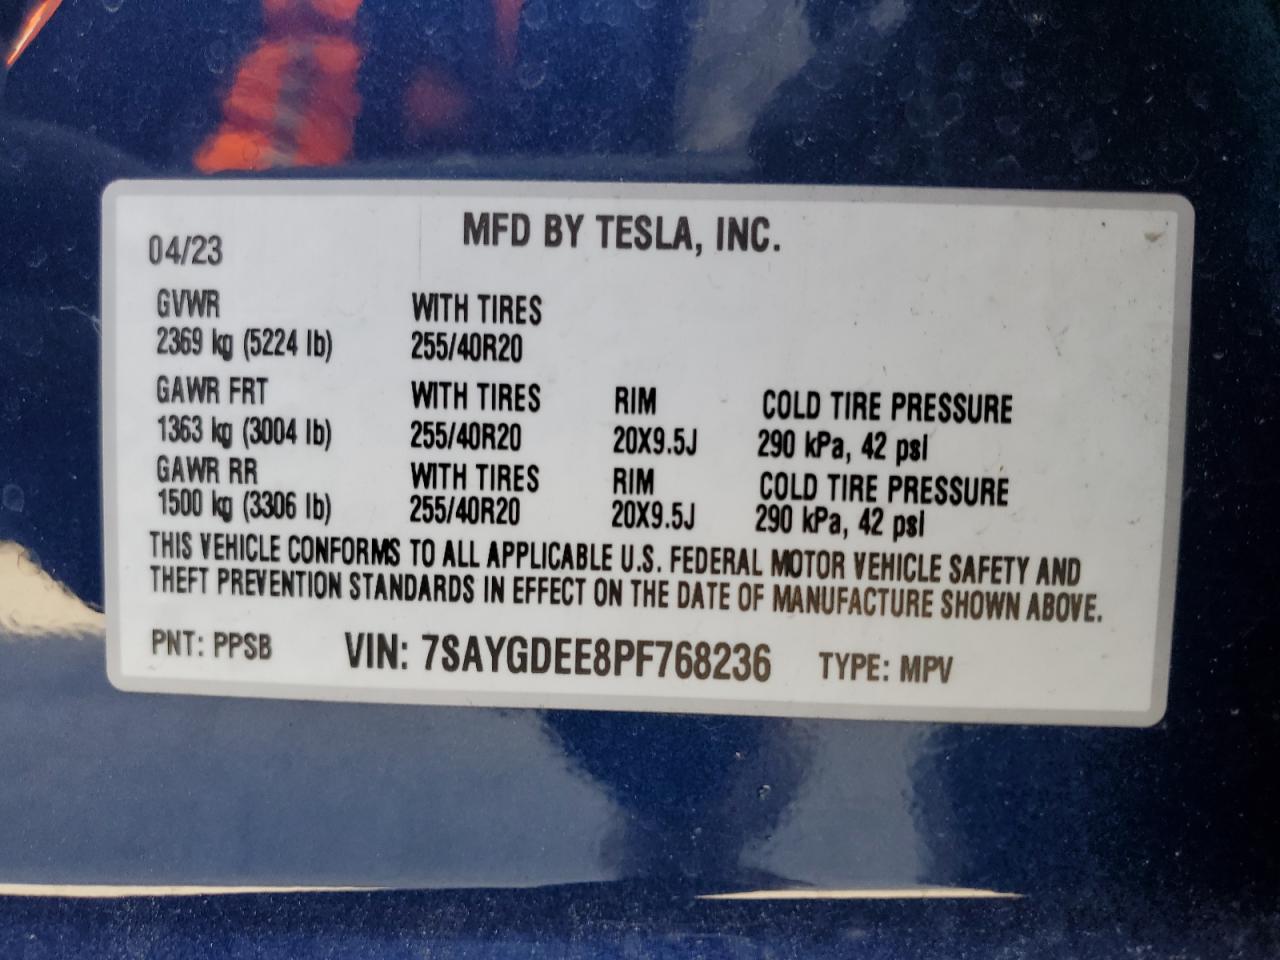 MFD BY TESLA, INC.
04/23
GVWR WITH TIRES
2369 kg (5224 lb) 255/40R20
GAWR FRT WITH TIRES RIM COLD TIRE PRESSURE
1363 kg (3004 lb) 255/40R20 20X9.5J 290 kPa, 42 psi
GAWR RR WITH TIRES RIM COLD TIRE PRESSURE
1500 kg (3306 lb) 255/40R20 20X9.5J 290 kPa, 42 psi
THIS VEHICLE CONFORMS TO ALL APPLICABLE U.S. FEDERAL MOTOR VEHICLE SAFETY AND
THEFT PREVENTION STANDARDS IN EFFECT ON THE DATE OF MANUFACTURE SHOWN ABOVE.
PNT: PPSB VIN: 7SAYGDEE8PF768236 TYPE: MPV